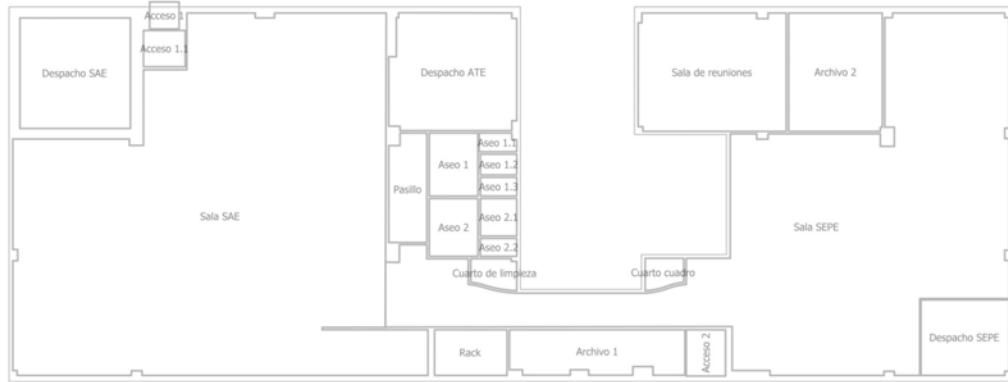 Acceso 1
Acceso 1.1
Despacho SAE
Despacho ATE
Sala de reuniones
Archivo 2
Aseo 1.1
Aseo 1
Aseo 1.2
Aseo 1.3
Pasillo
Sala SAE
Aseo 2
Aseo 2.1
Aseo 2.2
Sala SEPE
Cuarto de limpieza
Cuarto cuadro
Rack
Archivo 1
Acceso 2
Despacho SEPE